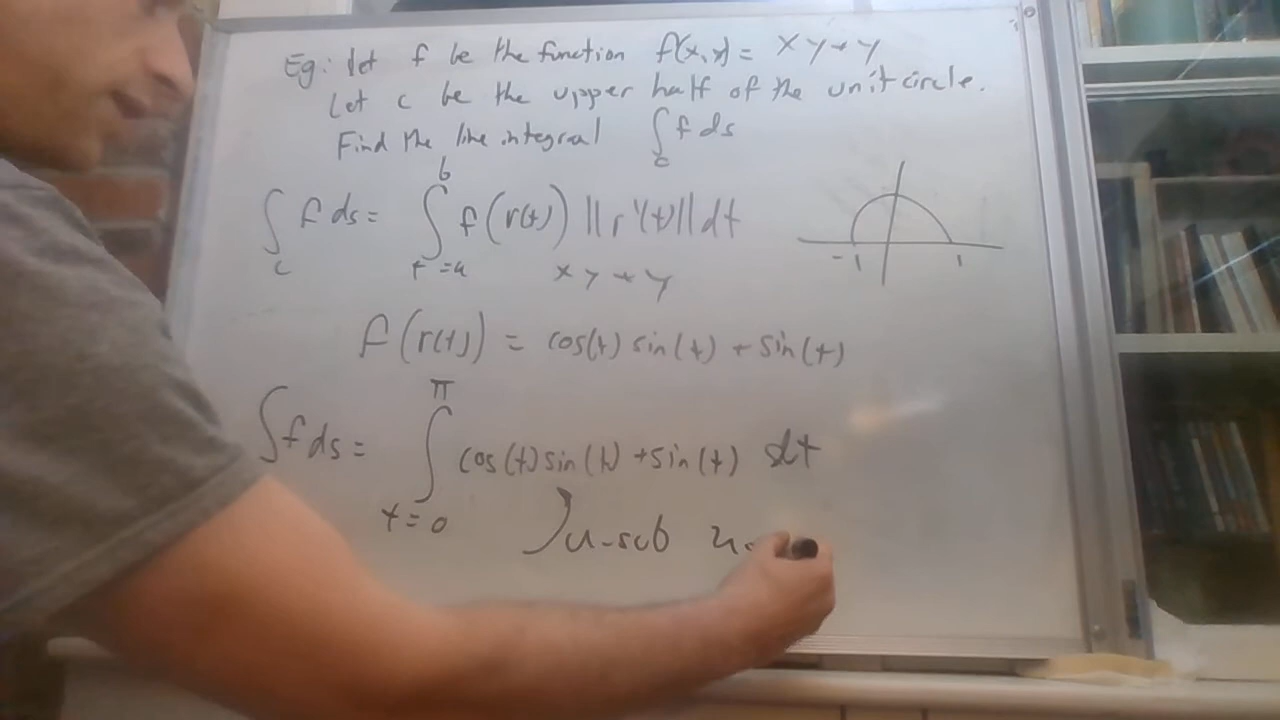 Eg: Let f be the function f(x,y) = xy+y
Let c be the upper half of the unit circle.
Find the line integral ∫_c f ds
∫_c f ds = ∫_{t=a}^b f(r(t)) ||r'(t)|| dt
xy+y
-1 1
f(r(t)) = cos(t) sin(t) + sin(t)
∫ f ds = ∫_{t=0}^π cos(t) sin(t) + sin(t) dt
u-sub u